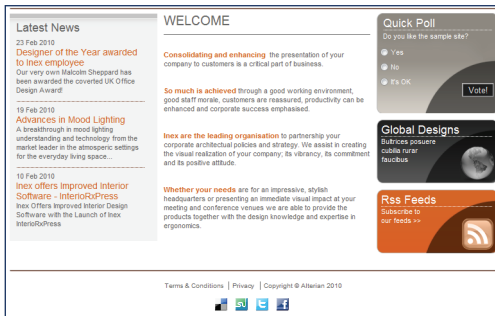 Latest News
23 Feb 2010
Designer of the Year awarded
to Inex employee
Our very own Malcolm Sheppard has
been awarded the coverted UK Office
Design Award!
19 Feb 2010
Advances in Mood Lighting
A breakthrough in mood lighting
understanding and technology from the
market leader in the atmosperic settings
for the everyday living space...
10 Feb 2010
Inex offers Improved Interior
Software - InterioRxPress
Inex Offers Improved Interior Design
Software with the Launch of Inex
InterioRxPress
WELCOME
Consolidating and enhancing the presentation of your
company to customers is a critical part of business.
So much is achieved through a good working environment,
good staff morale, customers are reassured, productivity can be
enhanced and corporate success emphasised.
Inex are the leading organisation to partnership your
corporate architectual policies and strategy. We assist in creating
the visual realization of your company; its vibrancy, its commitment
and its positive attitude.
Whether your needs are for an impressive, stylish
headquarters or presenting an immediate visual impact at your
meeting and conference venues we are able to provide the
products together with the design knowledge and expertise in
ergonomics.
Quick Poll
Do you like the sample site?
Yes
No
It's OK
Vote!
Global Designs
Bultrices posuere
cubilia rurar
faucibus
Rss Feeds
Subscribe to
our feeds >>
Terms & Conditions | Privacy | Copyright © Alterian 2010